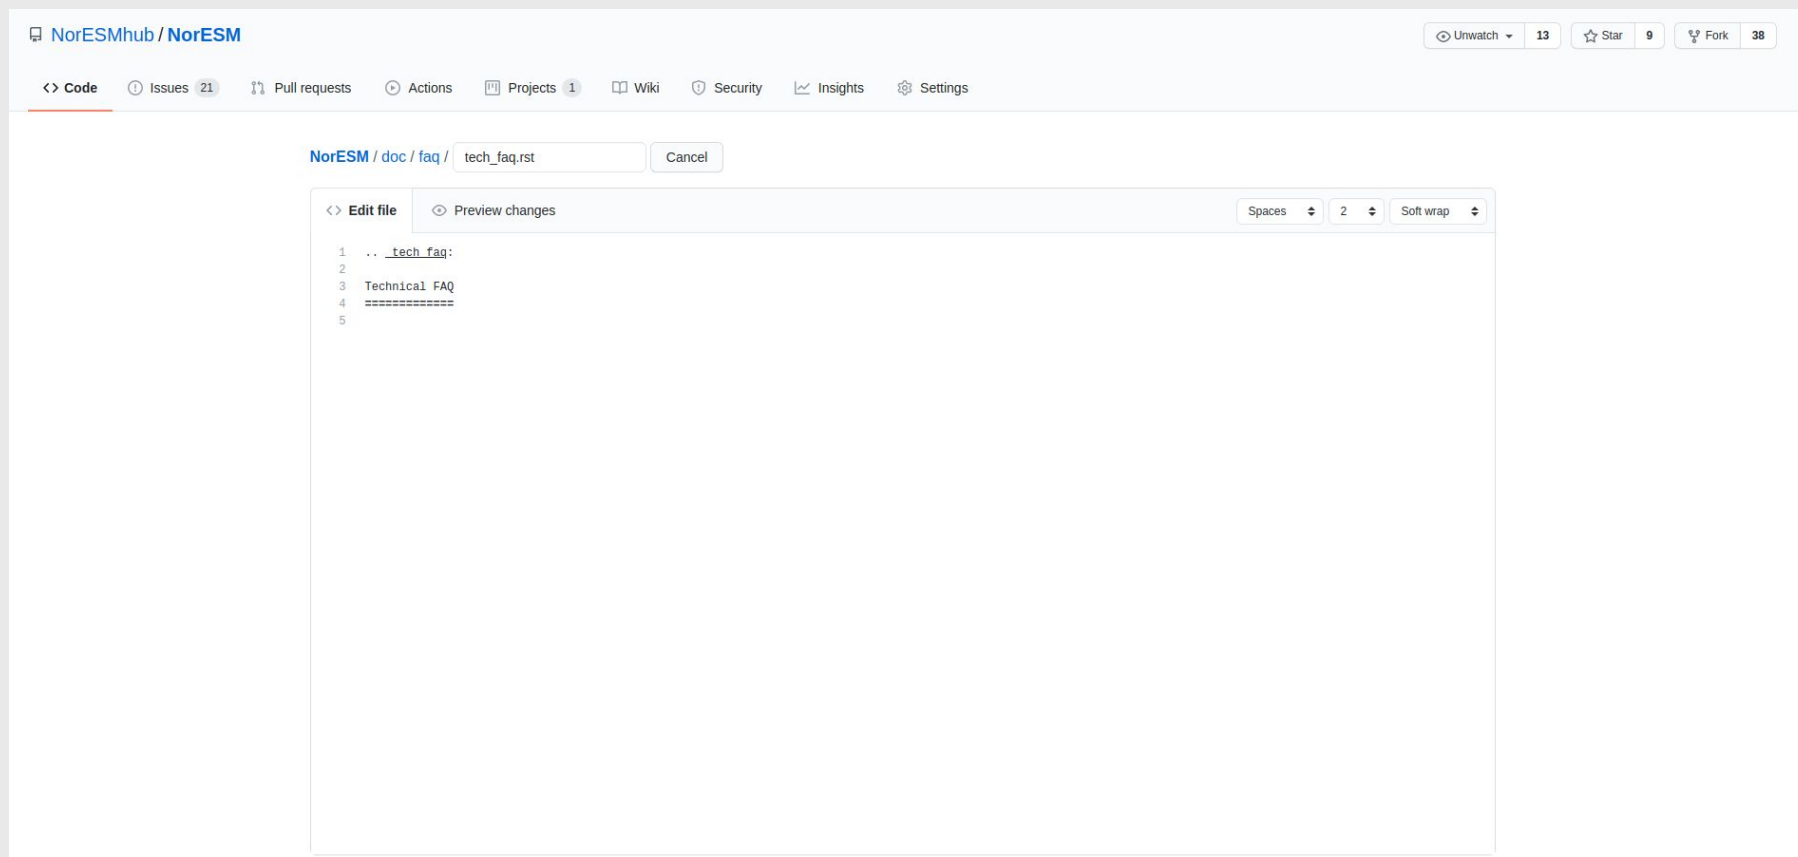 NorESMhub / NorESM
Unwatch 13 Star 9 Fork 38
Code Issues 21 Pull requests Actions Projects 1 Wiki Security Insights Settings
NorESM / doc / faq / tech_faq.rst Cancel
Edit file Preview changes Spaces 2 Soft wrap
1 .. _tech_faq:
2
3 Technical FAQ
4 =============
5